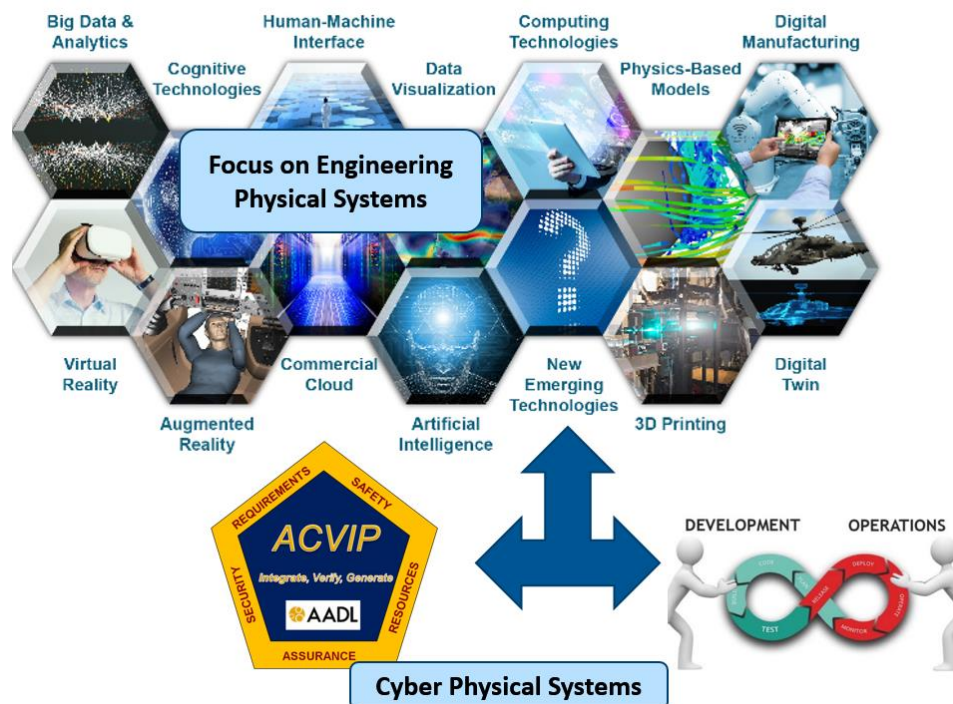 Big Data &
Analytics
Human-Machine
Interface
Computing
Technologies
Digital
Manufacturing
Cognitive
Technologies
Data
Visualization
Physics-Based
Models
Focus on Engineering
Physical Systems
Virtual
Reality
Commercial
Cloud
New
Emerging
Technologies
Digital
Twin
Augmented
Reality
Artificial
Intelligence
3D Printing
REQUIREMENTS
SAFETY
SECURITY
RESOURCES
ASSURANCE
ACVIP
Integrate, Verify, Generate
AADL
DEVELOPMENT
OPERATIONS
TEST
RELEASE
DEPLOY
OPERATE
MONITOR
Cyber Physical Systems